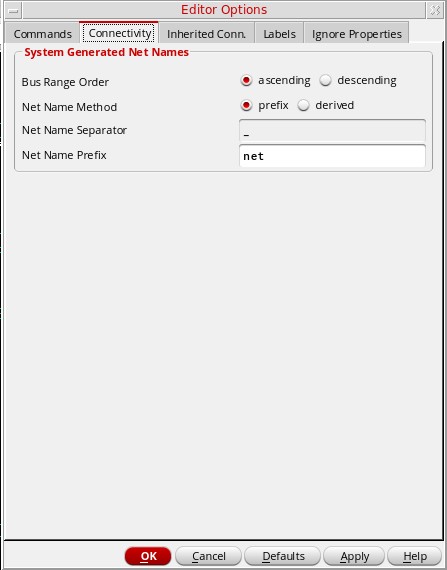 Editor Options
Commands Connectivity Inherited Conn. Labels Ignore Properties
System Generated Net Names
Bus Range Order ascending descending
Net Name Method prefix derived
Net Name Separator _
Net Name Prefix net
OK Cancel Defaults Apply Help